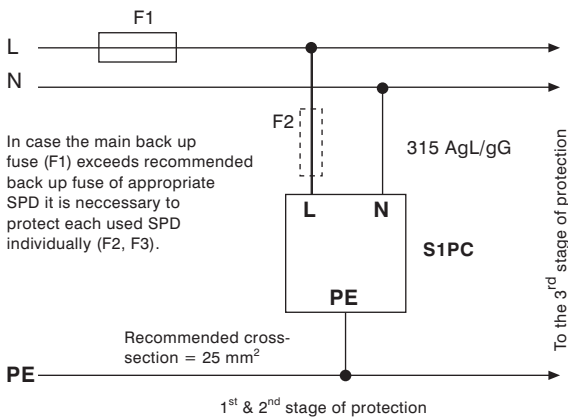 F1
L
N
F2
315 AgL/gG
In case the main back up
fuse (F1) exceeds recommended
back up fuse of appropriate
SPD it is neccessary to
protect each used SPD
individually (F2, F3).
L
N
S1PC
PE
To the 3rd stage of protection
Recommended cross-
section = 25 mm²
PE
1st & 2nd stage of protection